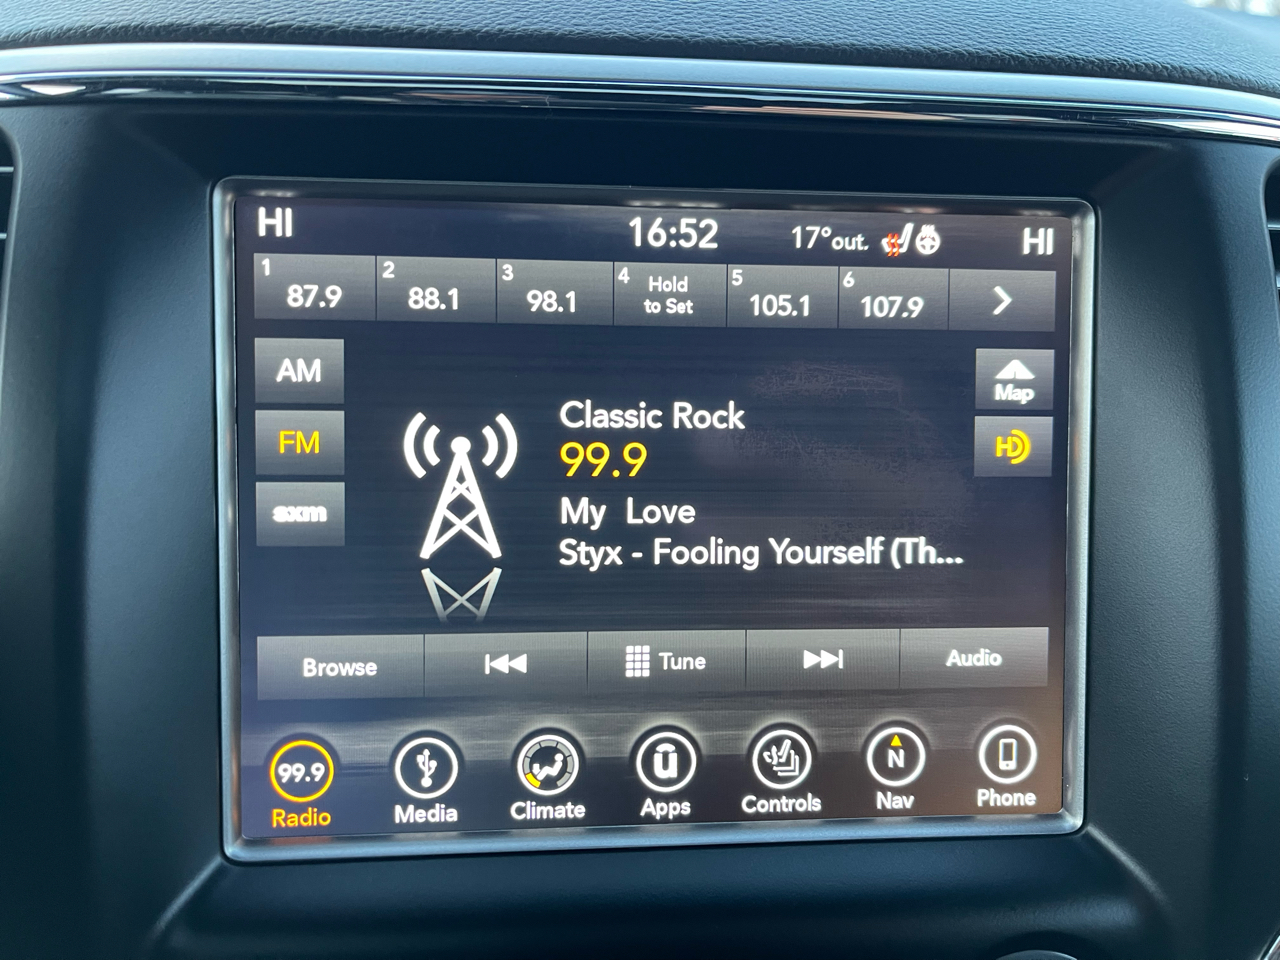 HI 16:52 17°out. HI
1 87.9 2 88.1 3 98.1 4 Hold to Set 5 105.1 6 107.9
AM
Map
Classic Rock
FM
99.9
HD
sxm
My Love
Styx - Fooling Yourself (Th...
Browse Tune Audio
99.9 u N
Radio Media Climate Apps Controls Nav Phone